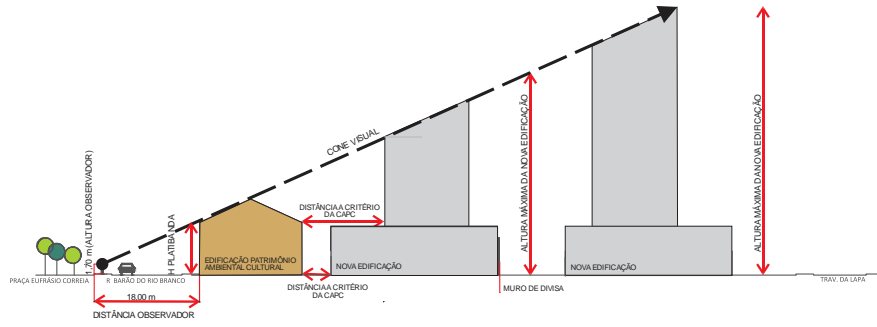 CONE VISUAL
1,70 m (ALTURA OBSERVADOR)
H PLATIBANDA
DISTÂNCIA A CRITÉRIO
DA CAPC
ALTURA MÁXIMA DA NOVA EDIFICAÇÃO
ALTURA MÁXIMA DA NOVA EDIFICAÇÃO
EDIFICAÇÃO PATRIMÔNIO
AMBIENTAL CULTURAL
NOVA EDIFICAÇÃO
NOVA EDIFICAÇÃO
PRAÇA EUFRÁSIO CORREIA
R BARÃO DO RIO BRANCO
TRAV. DA LAPA
DISTÂNCIA A CRITÉRIO
DA CAPC
MURO DE DIVISA
18.00 m
DISTÂNCIA OBSERVADOR